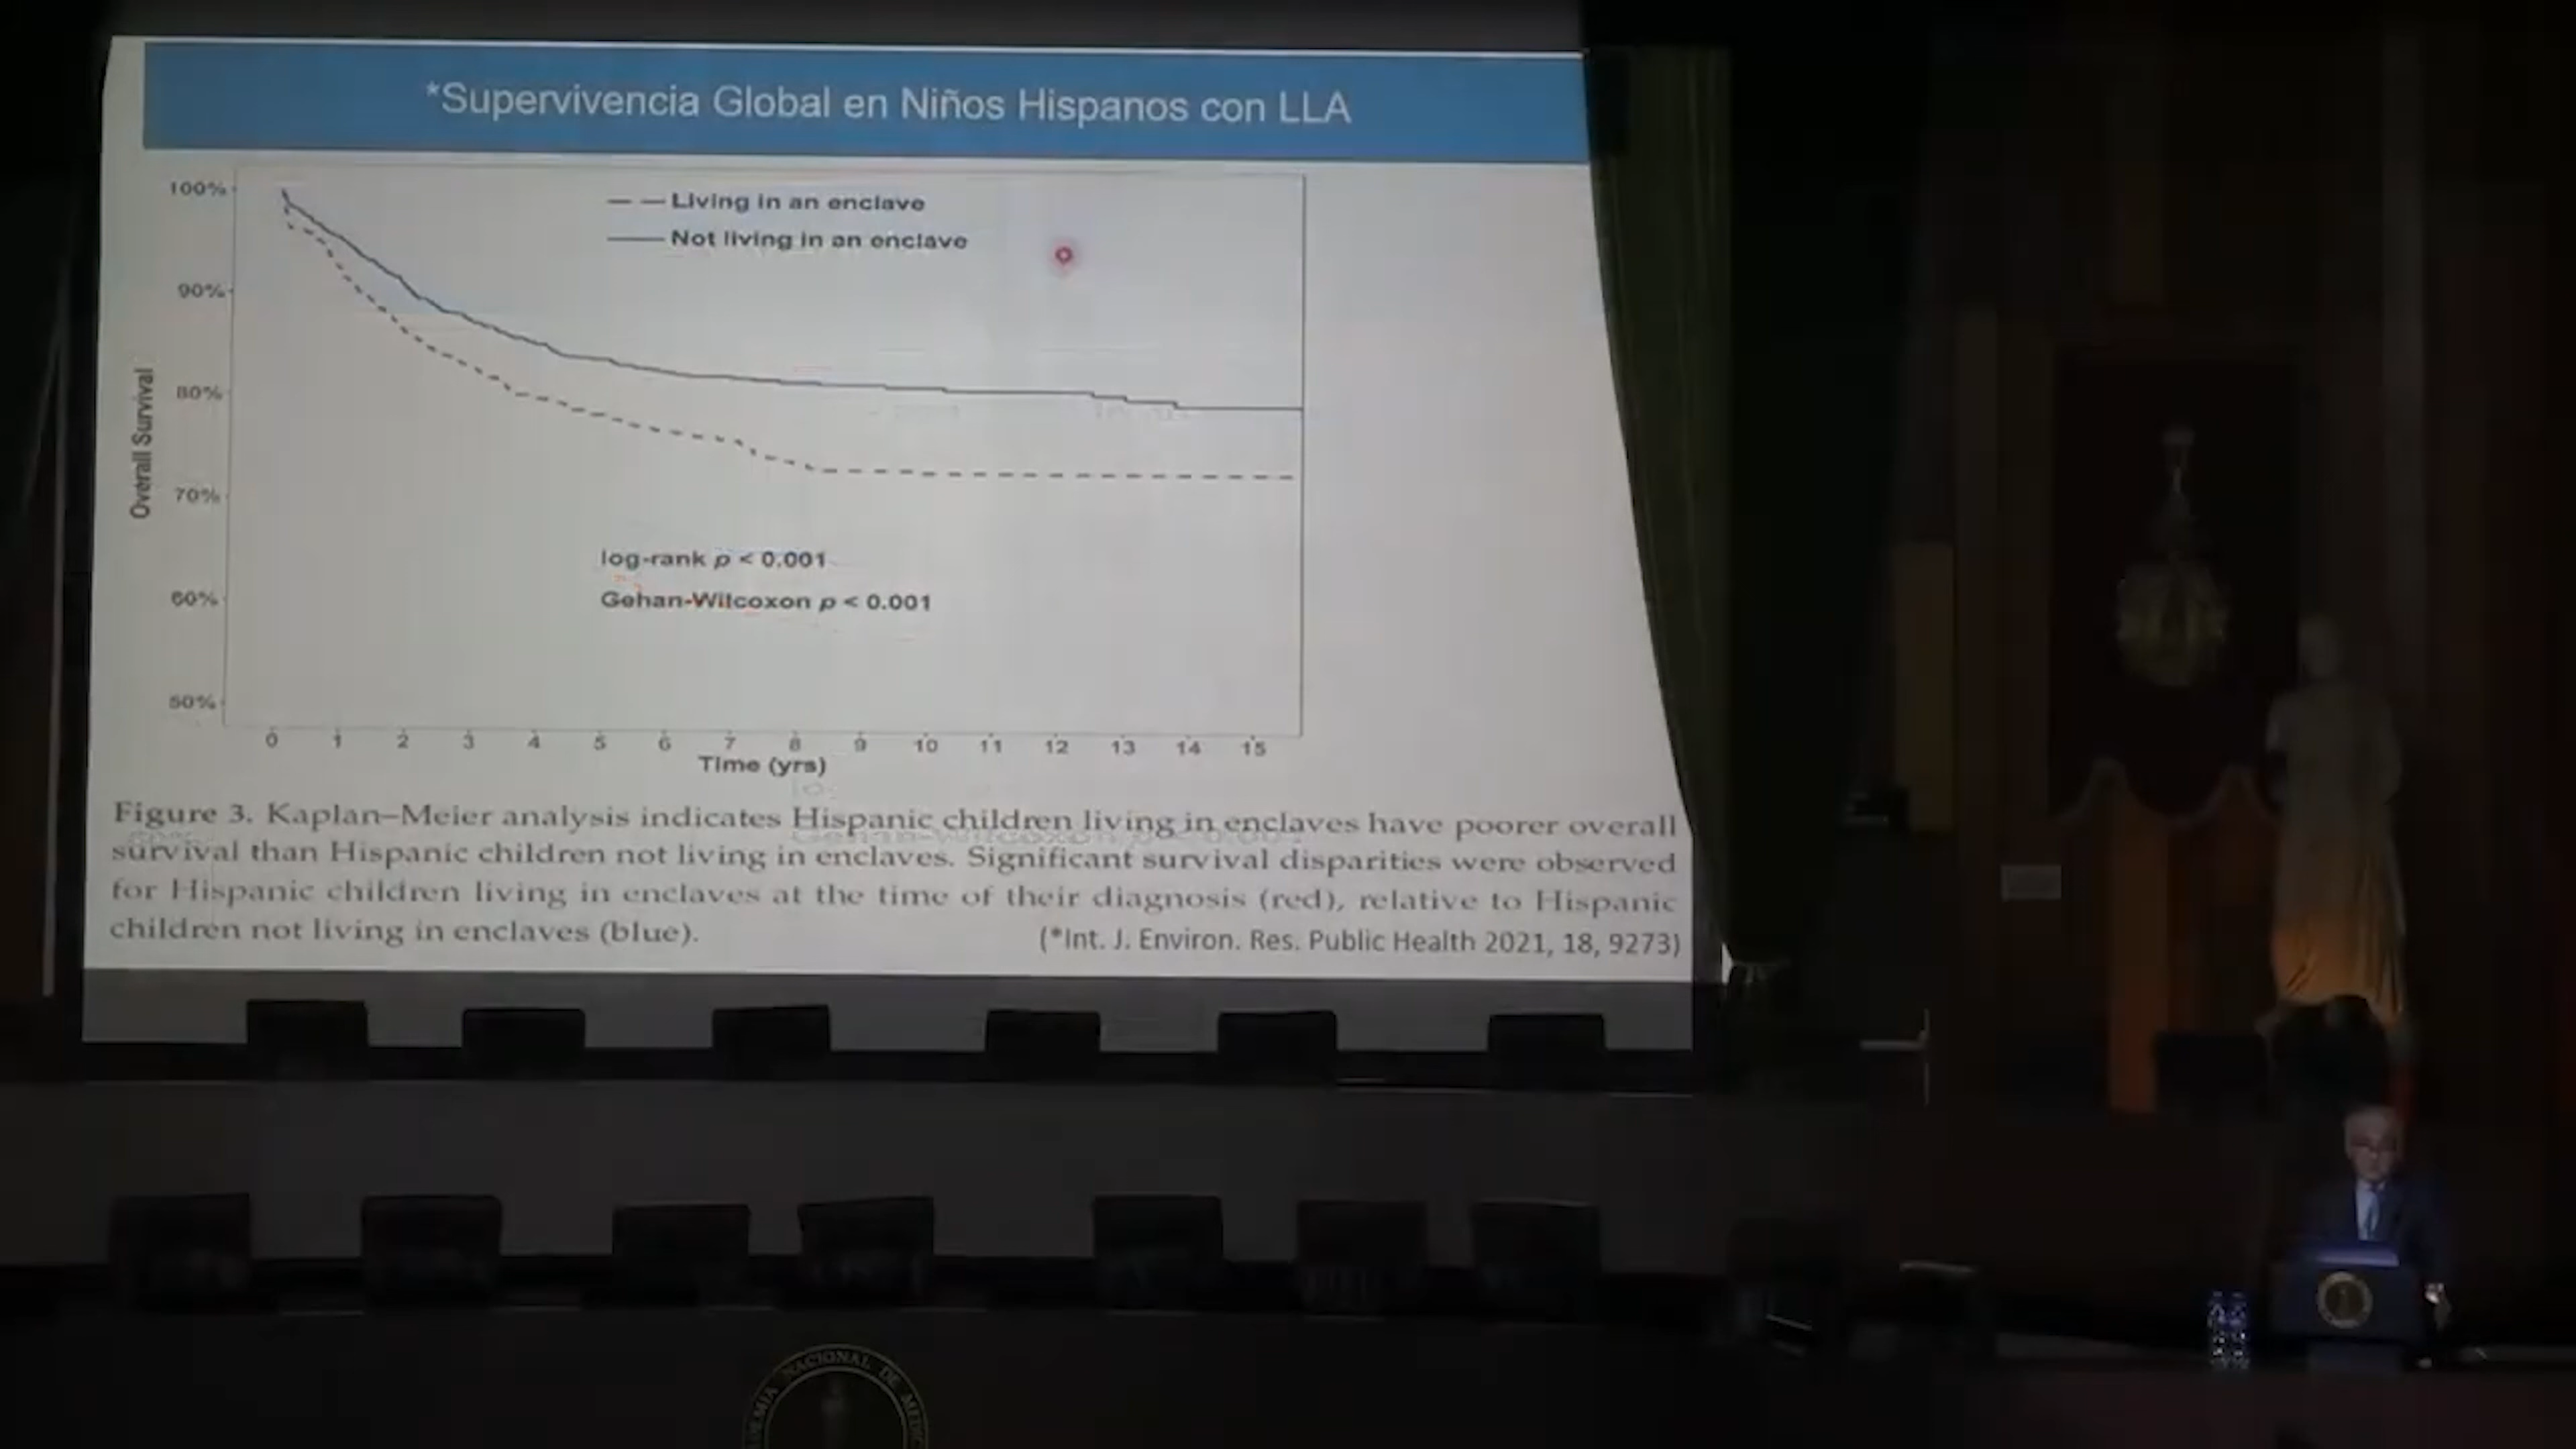 *Supervivencia Global en Niños Hispanos con LLA
100%
90%
80%
70%
60%
50%
Overall Survival
Living in an enclave
Not living in an enclave
log-rank p < 0.001
Gehan-Wilcoxon p < 0.001
0 1 2 3 4 5 6 7 8 9 10 11 12 13 14 15
Time (yrs)
Figure 3. Kaplan–Meier analysis indicates Hispanic children living in enclaves have poorer overall
survival than Hispanic children not living in enclaves. Significant survival disparities were observed
for Hispanic children living in enclaves at the time of their diagnosis (red), relative to Hispanic
children not living in enclaves (blue).
(*Int. J. Environ. Res. Public Health 2021, 18, 9273)
NACIONAL DE